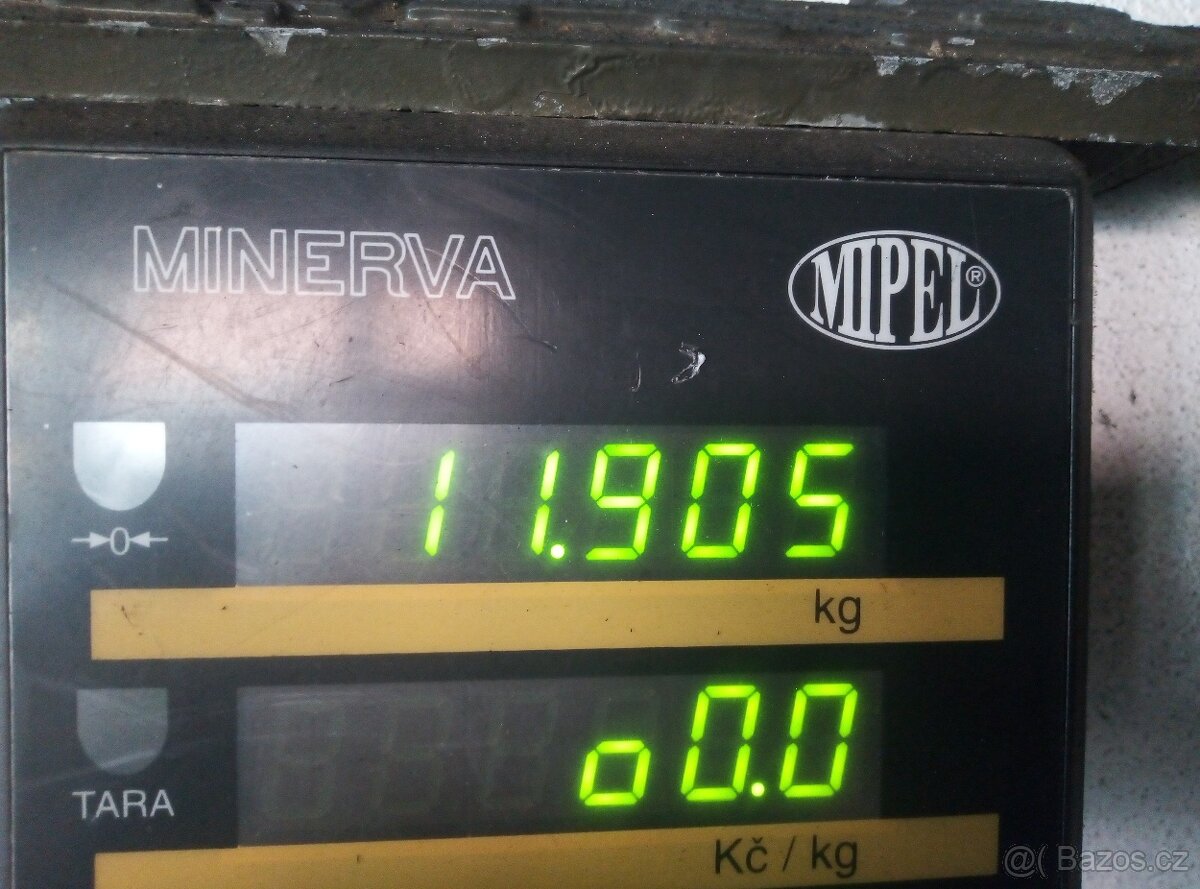 MINERVA
MIPEL®
11.905
→0←
kg
o0.0
TARA
Kč / kg
@( Bazos.cz